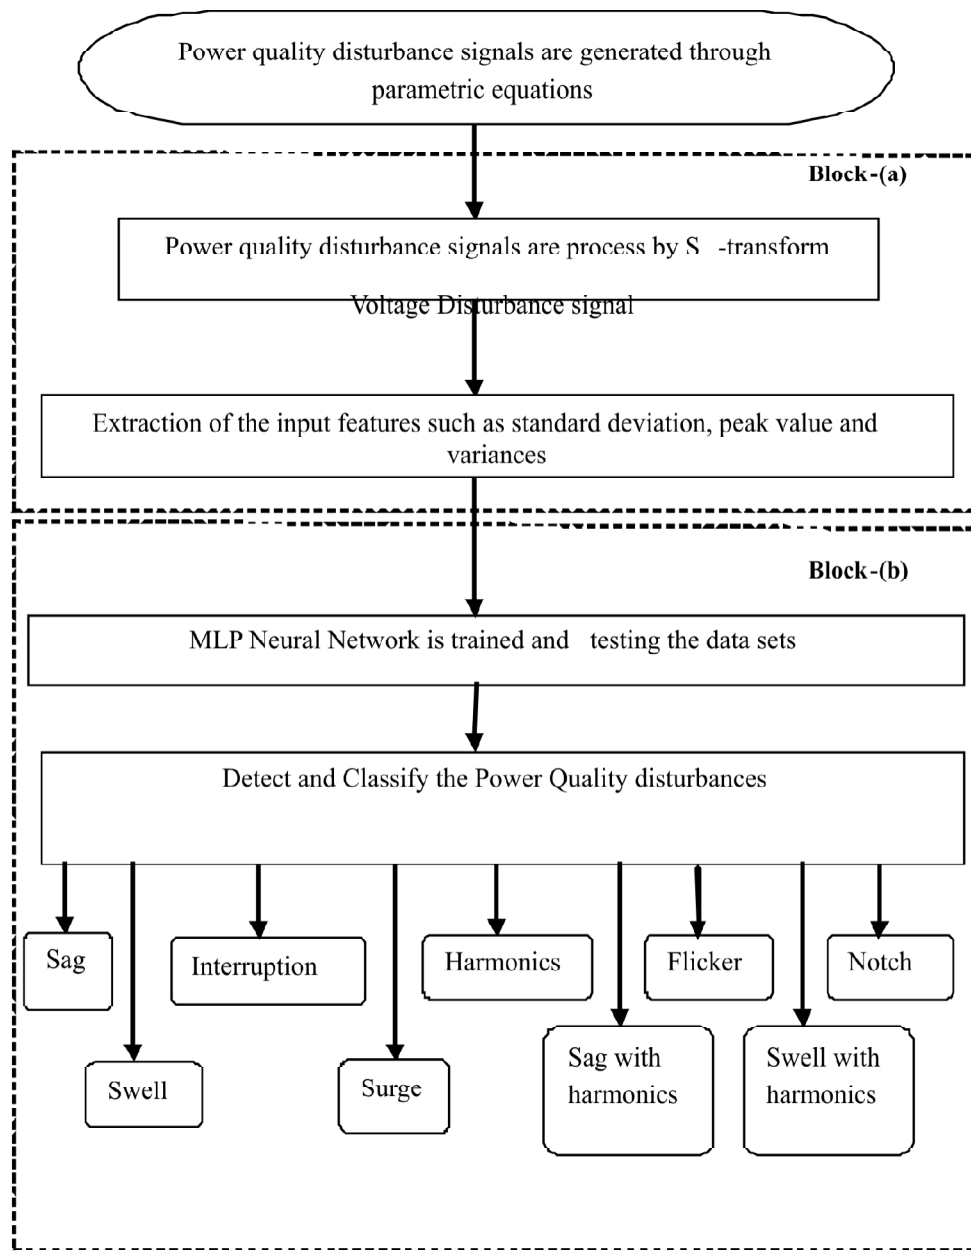 Power quality disturbance signals are generated through
parametric equations
Block-(a)
Power quality disturbance signals are process by S -transform
Voltage Disturbance signal
Extraction of the input features such as standard deviation, peak value and
variances
Block-(b)
MLP Neural Network is trained and testing the data sets
Detect and Classify the Power Quality disturbances
Sag
Interruption
Harmonics
Flicker
Notch
Swell
Surge
Sag with
harmonics
Swell with
harmonics